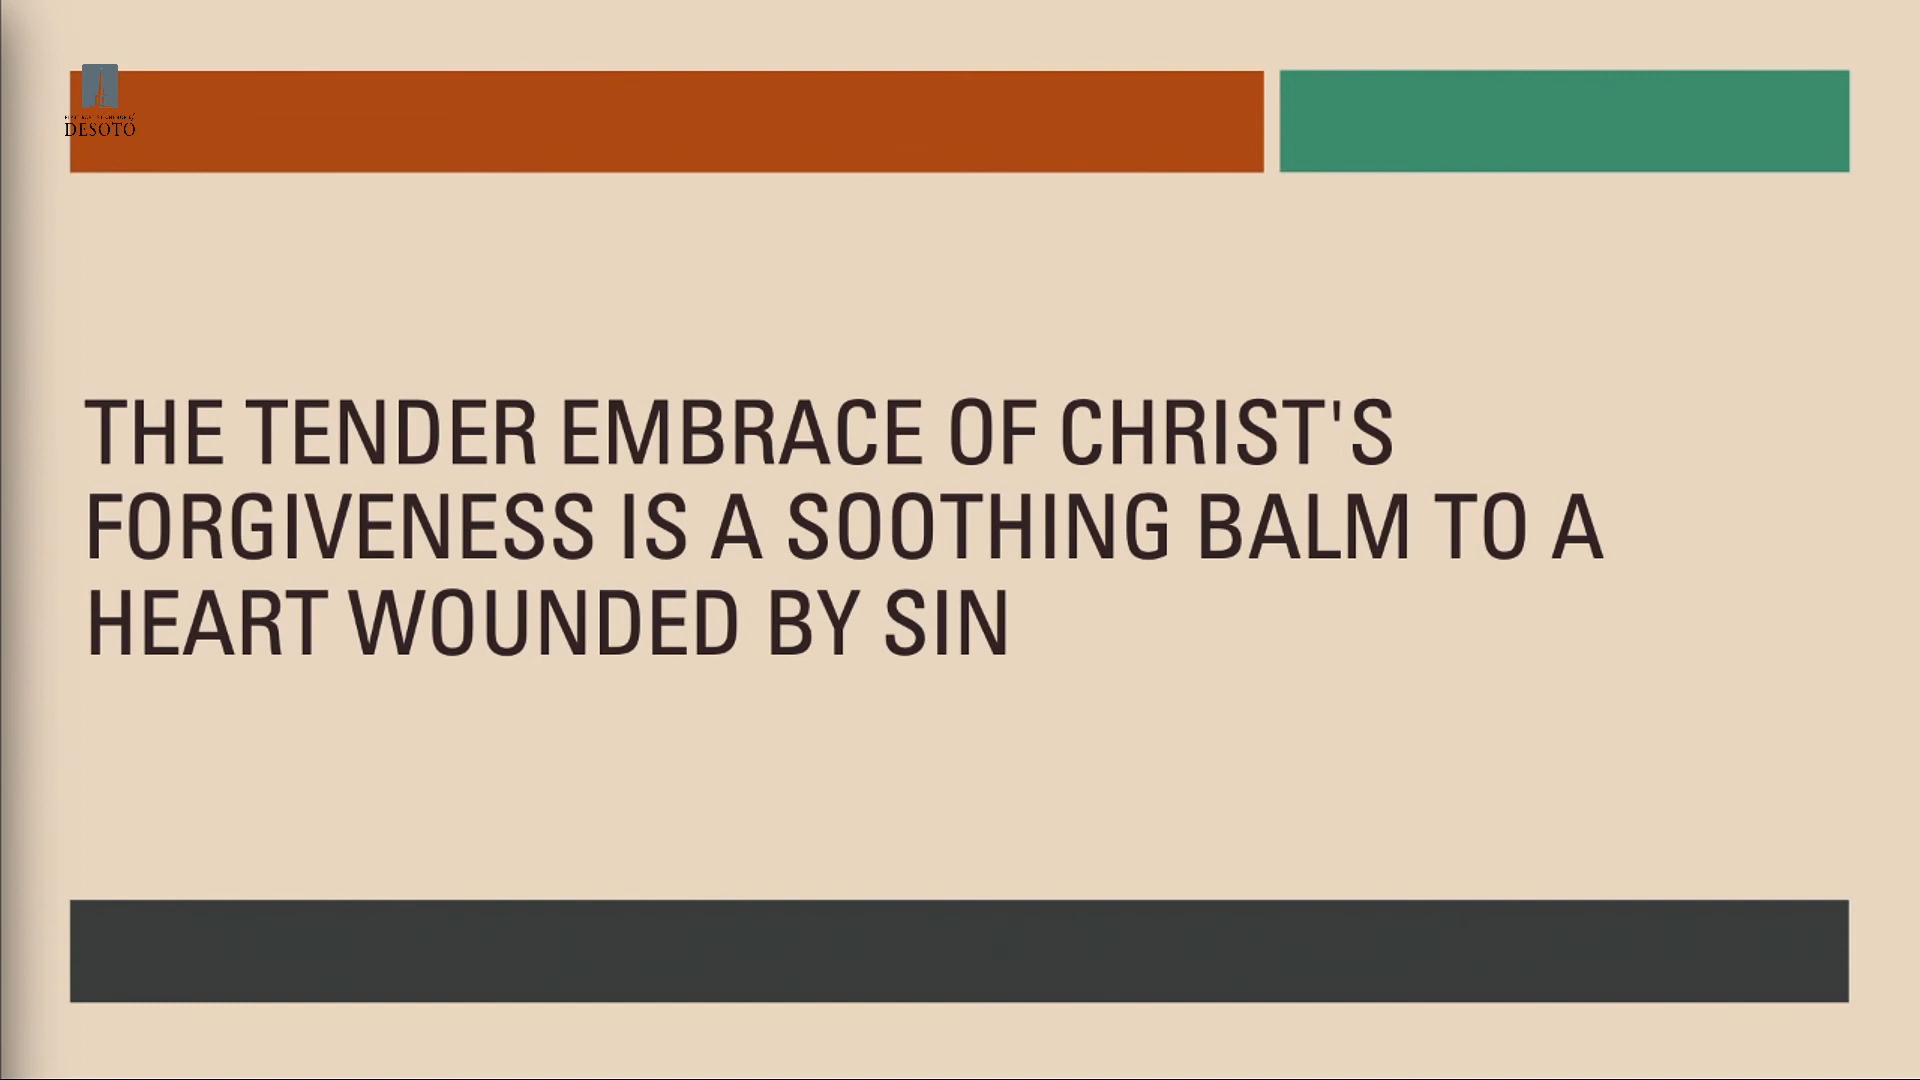 DESOTO
THE TENDER EMBRACE OF CHRIST'S
FORGIVENESS IS A SOOTHING BALM TO A
HEART WOUNDED BY SIN